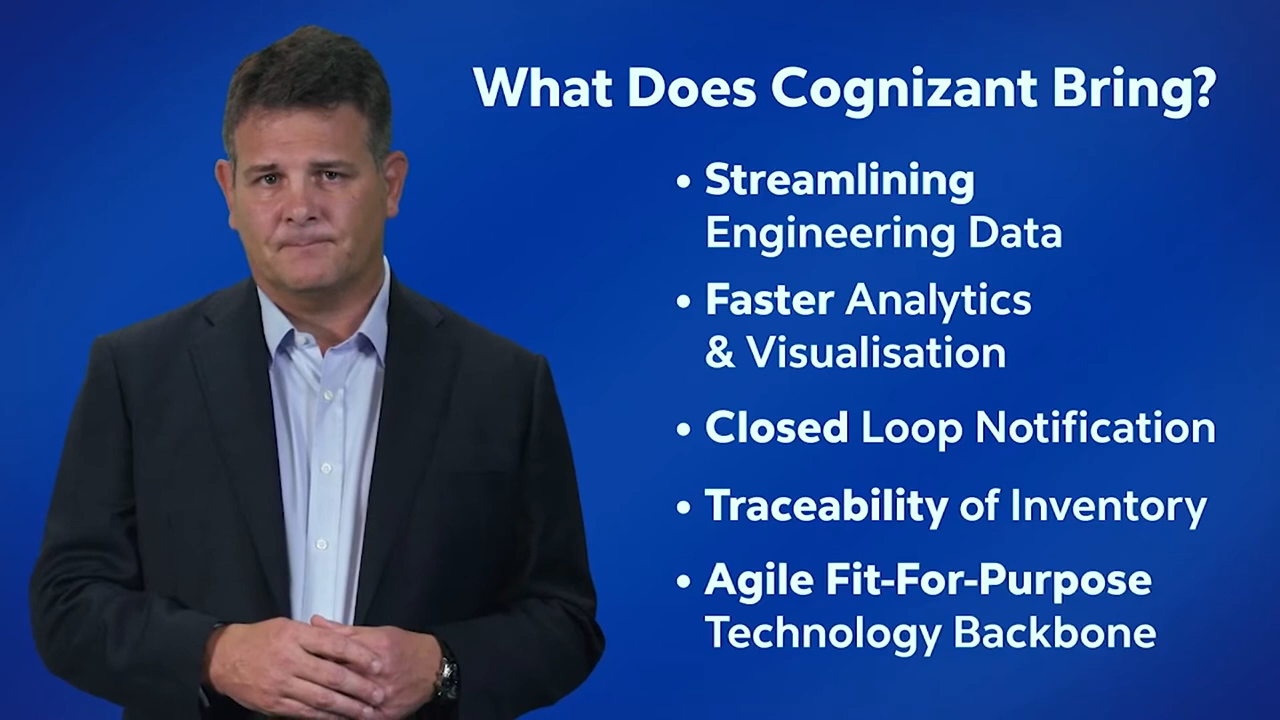 What Does Cognizant Bring?
• Streamlining
Engineering Data
• Faster Analytics
& Visualisation
• Closed Loop Notification
• Traceability of Inventory
• Agile Fit-For-Purpose
Technology Backbone